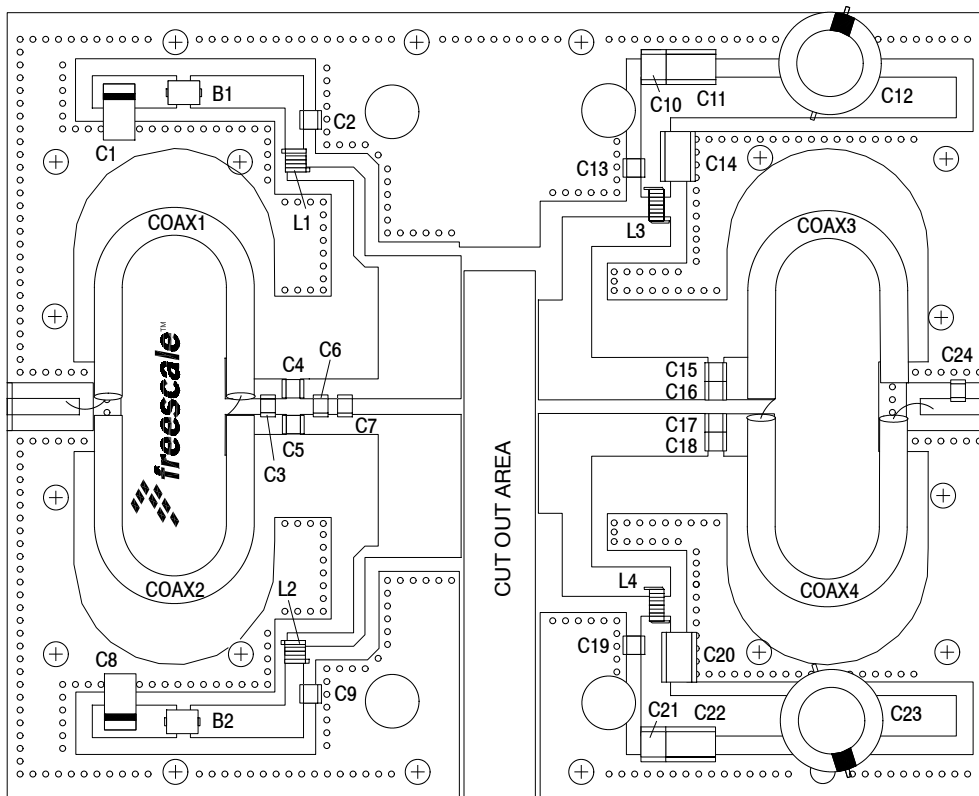 B1
C1
C2
L1
COAX1
C10
C11
C12
C13
C14
L3
COAX3
freescale™
C4
C6
C3
C5
C7
C15
C16
C17
C18
C24
CUT OUT AREA
COAX2
L2
C8
B2
C9
L4
COAX4
C19
C20
C21
C22
C23